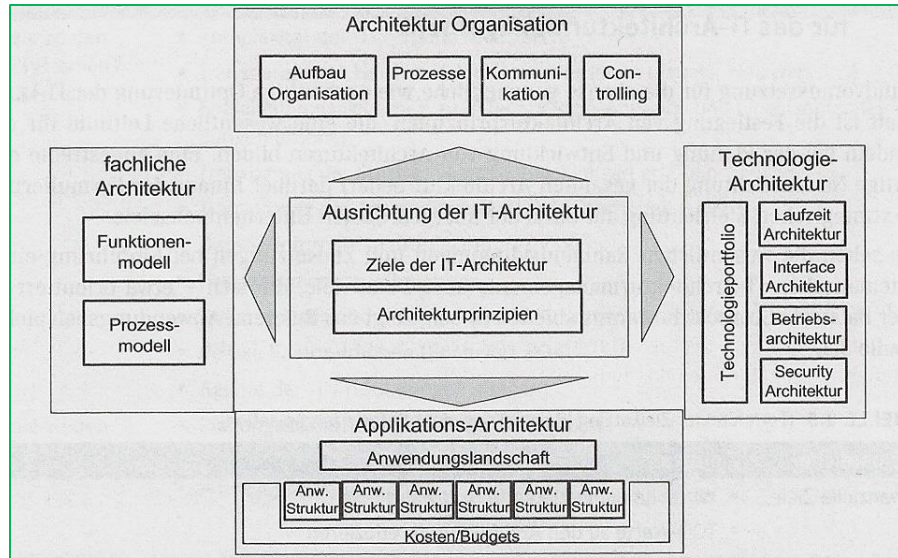 Architektur Organisation
Aufbau
Organisation
Prozesse
Kommuni-
kation
Con-
trolling
fachliche
Architektur
Funktionen-
modell
Prozess-
modell
Ausrichtung der IT-Architektur
Ziele der IT-Architektur
Architekturprinzipien
Technologie-
Architektur
Technologieportfolio
Laufzeit
Architektur
Interface
Architektur
Betriebs-
architektur
Security
Architektur
Applikations-Architektur
Anwendungslandschaft
Anw. Anw. Anw. Anw. Anw. Anw.
Struktur Struktur Struktur Struktur Struktur Struktur
Kosten/Budgets